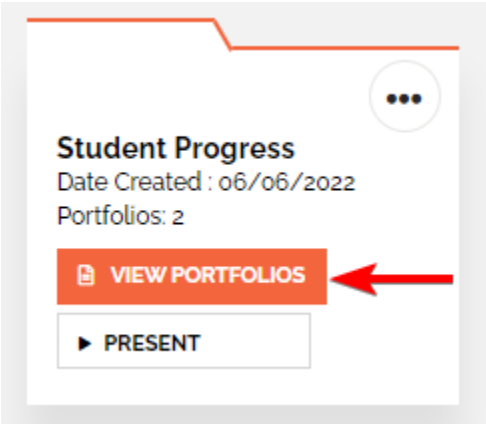 Student Progress
Date Created : 06/06/2022
Portfolios: 2
VIEW PORTFOLIOS
PRESENT